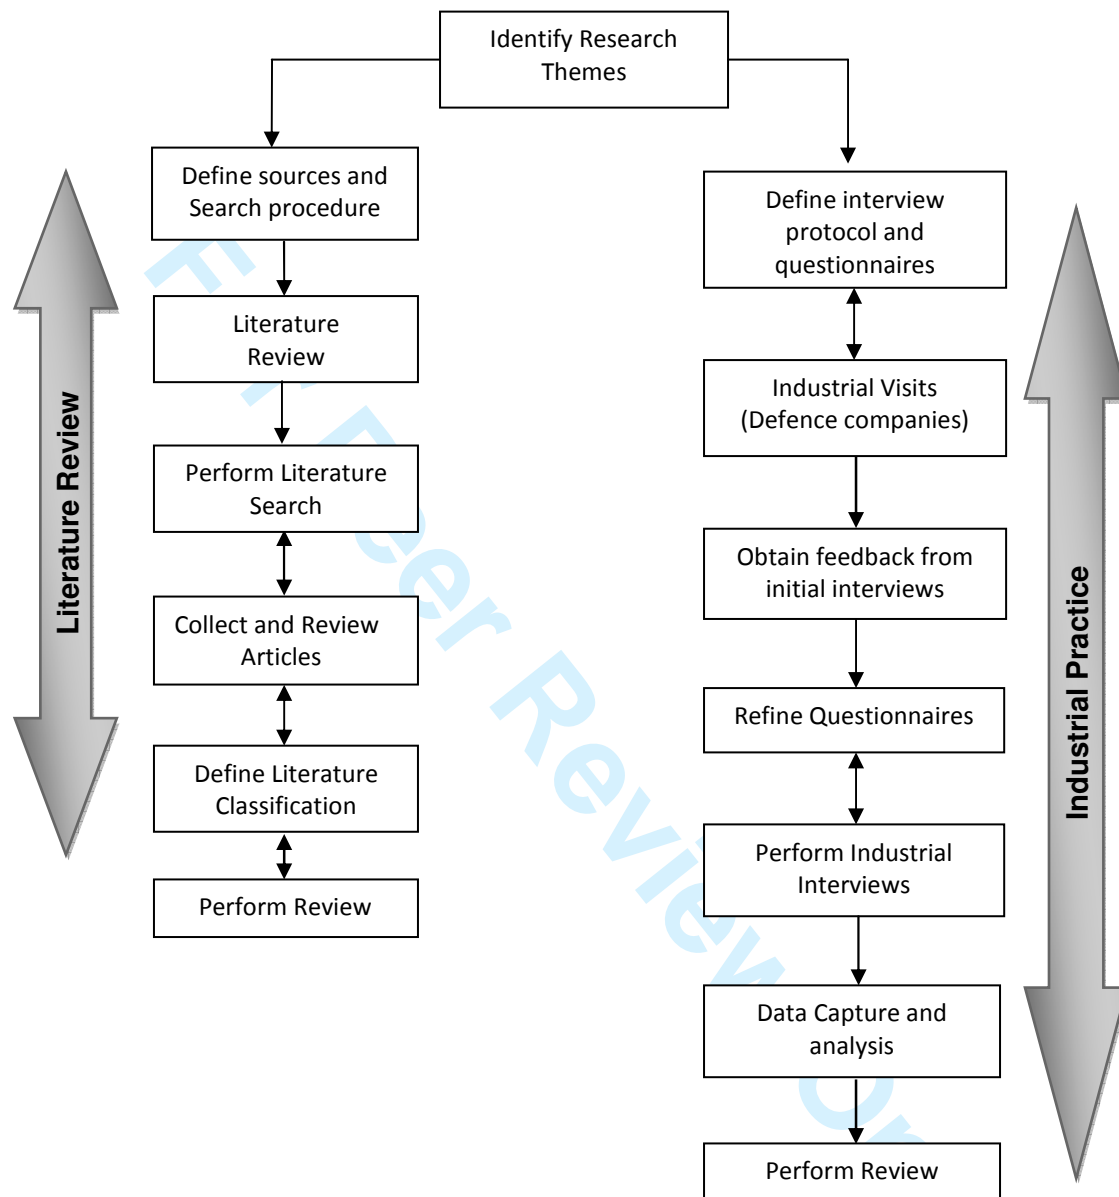 Identify Research
Themes
Define sources and
Search procedure
Literature
Review
Perform Literature
Search
Collect and Review
Articles
Define Literature
Classification
Perform Review
Literature Review
Define interview
protocol and
questionnaires
Industrial Visits
(Defence companies)
Obtain feedback from
initial interviews
Refine Questionnaires
Perform Industrial
Interviews
Data Capture and
analysis
Perform Review
Industrial Practice
Peer Review